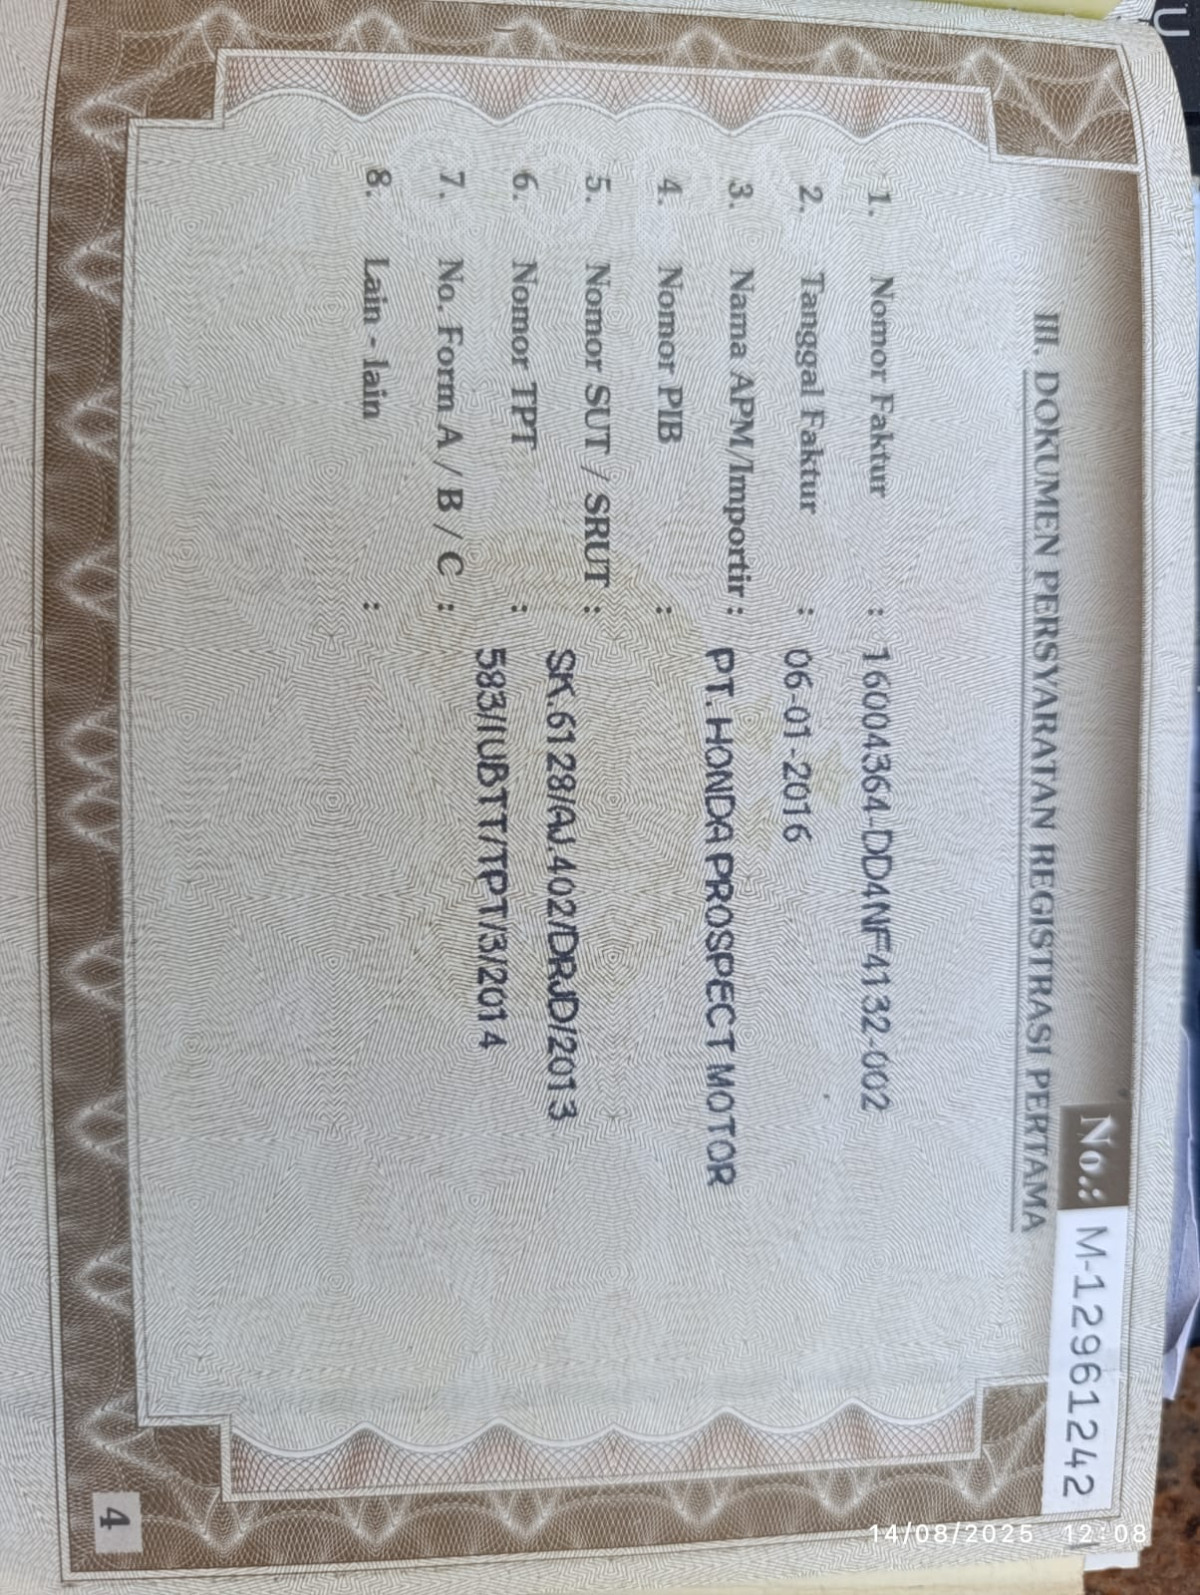 No.: M-12961242
III. DOKUMEN PERSYARATAN REGISTRASI PERTAMA
1. Nomor Faktur : 16004364-DD4NF4132-002
2. Tanggal Faktur : 06-01-2016
3. Nama APM/Importir : PT. HONDA PROSPECT MOTOR
4. Nomor PIB :
5. Nomor SUT / SRUT : SK.6128/AJ.402/DRJD/2013
6. Nomor TPT : 583/IUBTT/TPT/3/2014
7. No. Form A / B / C :
8. Lain - lain :
4
14/08/2025 12:08